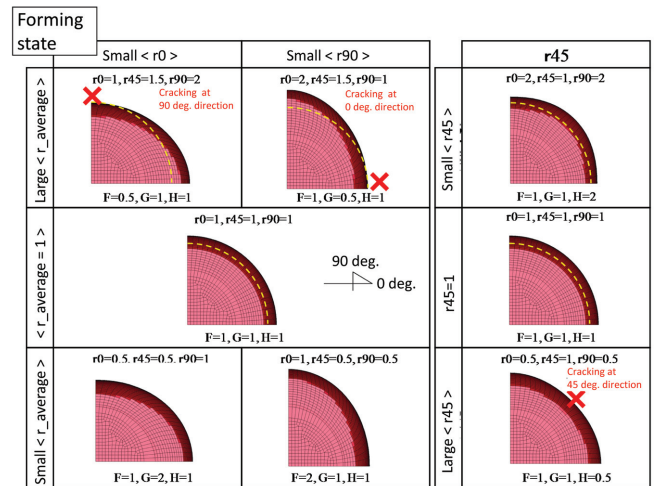 Forming
state
Small < r0 >
Small < r90 >
r45
Large < r_average >
r0=1, r45=1.5, r90=2
Cracking at
90 deg. direction
F=0.5, G=1, H=1
r0=2, r45=1.5, r90=1
Cracking at
0 deg. direction
F=1, G=0.5, H=1
Small < r45 >
r0=2, r45=1, r90=2
F=1, G=1, H=2
< r_average = 1 >
r0=1, r45=1, r90=1
90 deg.
0 deg.
F=1, G=1, H=1
r45=1
r0=1, r45=1, r90=1
F=1, G=1, H=1
Small < r_average >
r0=0.5, r45=0.5, r90=1
F=1, G=2, H=1
r0=1, r45=0.5, r90=0.5
F=2, G=1, H=1
Large < r45 >
r0=0.5, r45=1, r90=0.5
Cracking at
45 deg. direction
F=1, G=1, H=0.5